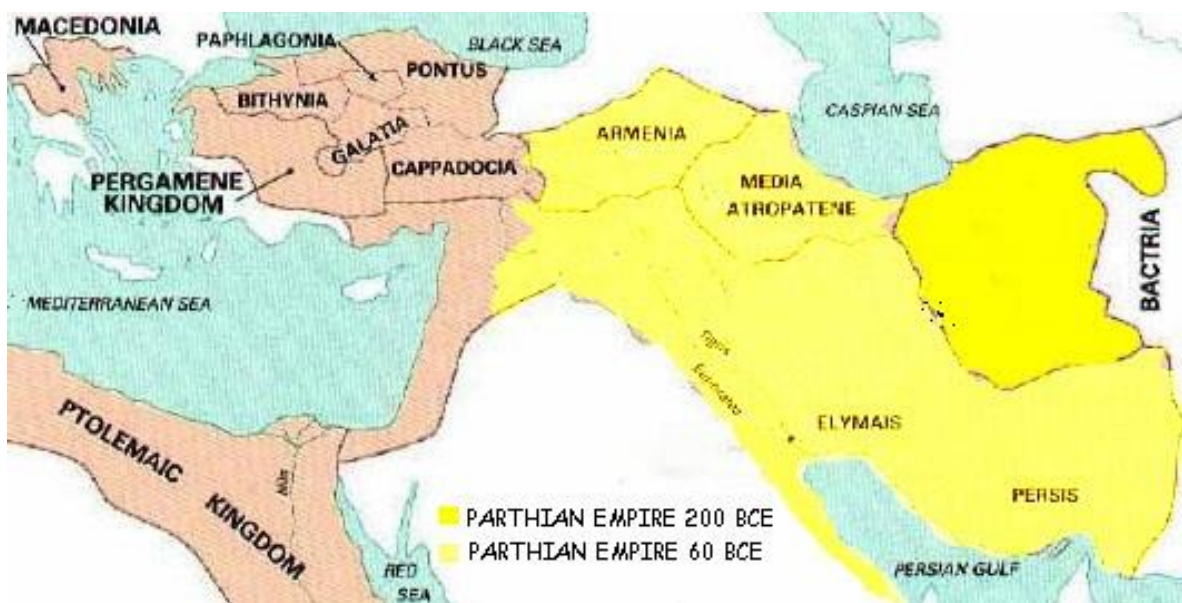 MACEDONIA
PAPHLAGONIA
BLACK SEA
PONTUS
BITHYNIA
GALATIA
CAPPADOCIA
PERGAMENE
KINGDOM
ARMENIA
CASPIAN SEA
MEDIA
ATROPATENE
BACTRIA
MEDITERRANEAN SEA
Tigris
Euphrates
ELYMAIS
PTOLEMAIC
KINGDOM
Nile
PERSIS
PARTHIAN EMPIRE 200 BCE
PARTHIAN EMPIRE 60 BCE
RED
SEA
PERSIAN GULF